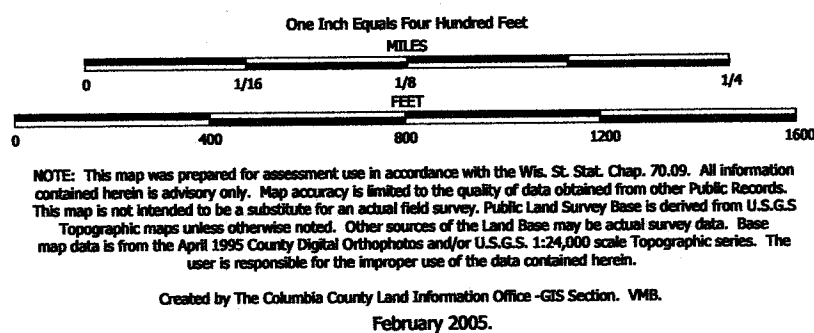 One Inch Equals Four Hundred Feet
MILES
0 1/16 1/8 1/4
FEET
0 400 800 1200 1600
NOTE: This map was prepared for assessment use in accordance with the Wis. St. Stat. Chap. 70.09. All information
contained herein is advisory only. Map accuracy is limited to the quality of data obtained from other Public Records.
This map is not intended to be a substitute for an actual field survey. Public Land Survey Base is derived from U.S.G.S
Topographic maps unless otherwise noted. Other sources of the Land Base may be actual survey data. Base
map data is from the April 1995 County Digital Orthophotos and/or U.S.G.S. 1:24,000 scale Topographic series. The
user is responsible for the improper use of the data contained herein.
Created by The Columbia County Land Information Office -GIS Section. VMB.
February 2005.